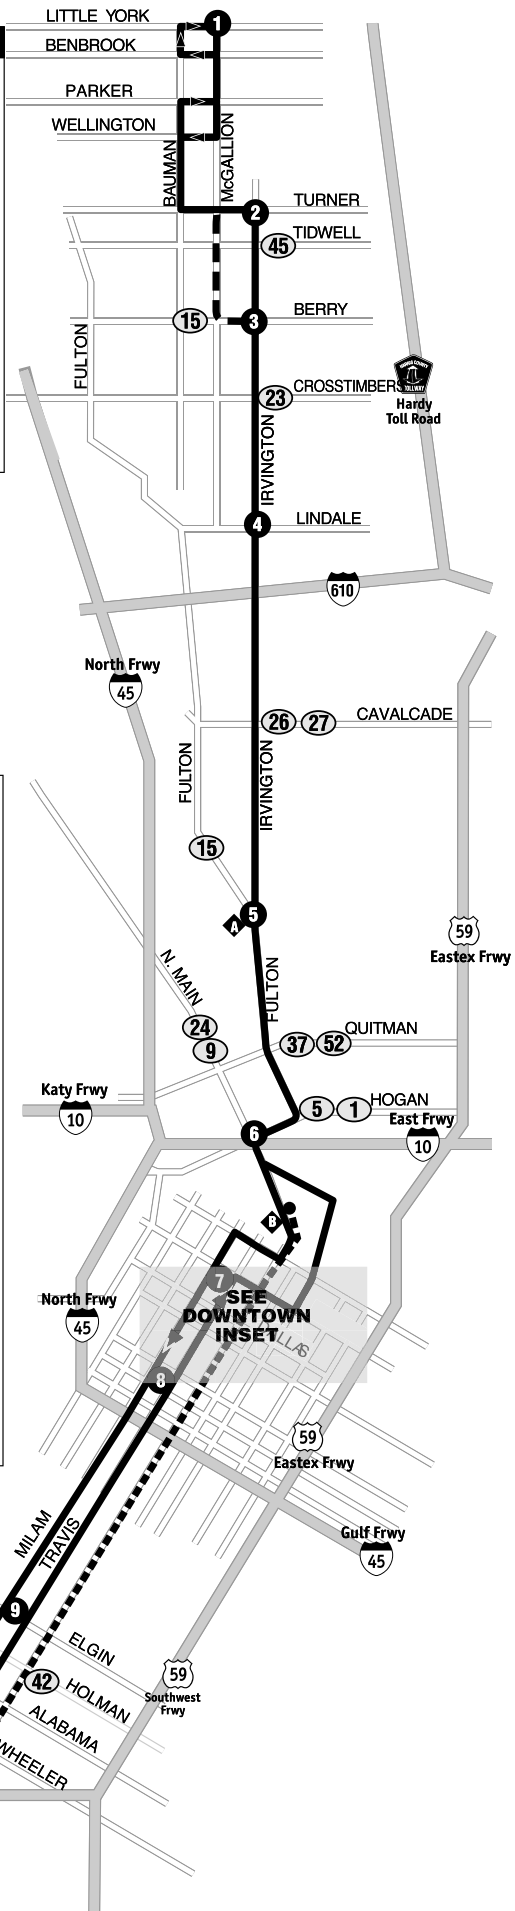 LITTLE YORK
1
BENBROOK
PARKER
WELLINGTON
BAUMAN
McGALLION
TURNER
2
TIDWELL
45
BERRY
15
3
FULTON
CROSSTIMBERS
23
HARRIS COUNTY
TOLLWAY
Hardy
Toll Road
IRVINGTON
LINDALE
4
610
North Frwy
45
26
27
CAVALCADE
FULTON
IRVINGTON
15
5
A
59
Eastex Frwy
N. MAIN
FULTON
24
9
QUITMAN
37
52
Katy Frwy
10
HOGAN
5
1
East Frwy
10
6
B
7
North Frwy
45
SEE
DOWNTOWN
INSET
8
59
Eastex Frwy
MILAM
TRAVIS
Gulf Frwy
45
9
ELGIN
42
HOLMAN
59
Southwest
Frwy
ALABAMA
WHEELER